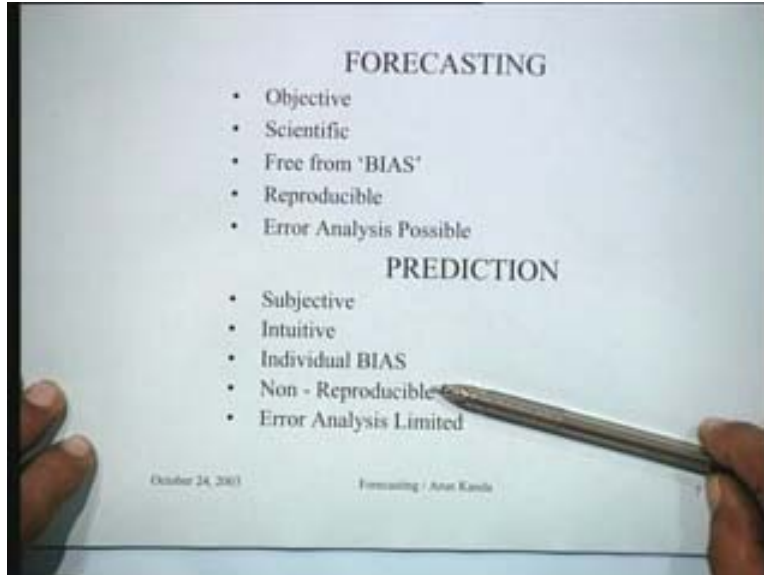 FORECASTING
• Objective
• Scientific
• Free from ‘BIAS’
• Reproducible
• Error Analysis Possible
PREDICTION
• Subjective
• Intuitive
• Individual BIAS
• Non - Reproducible
• Error Analysis Limited
October 24, 2003 Forecasting / Arun Kanda